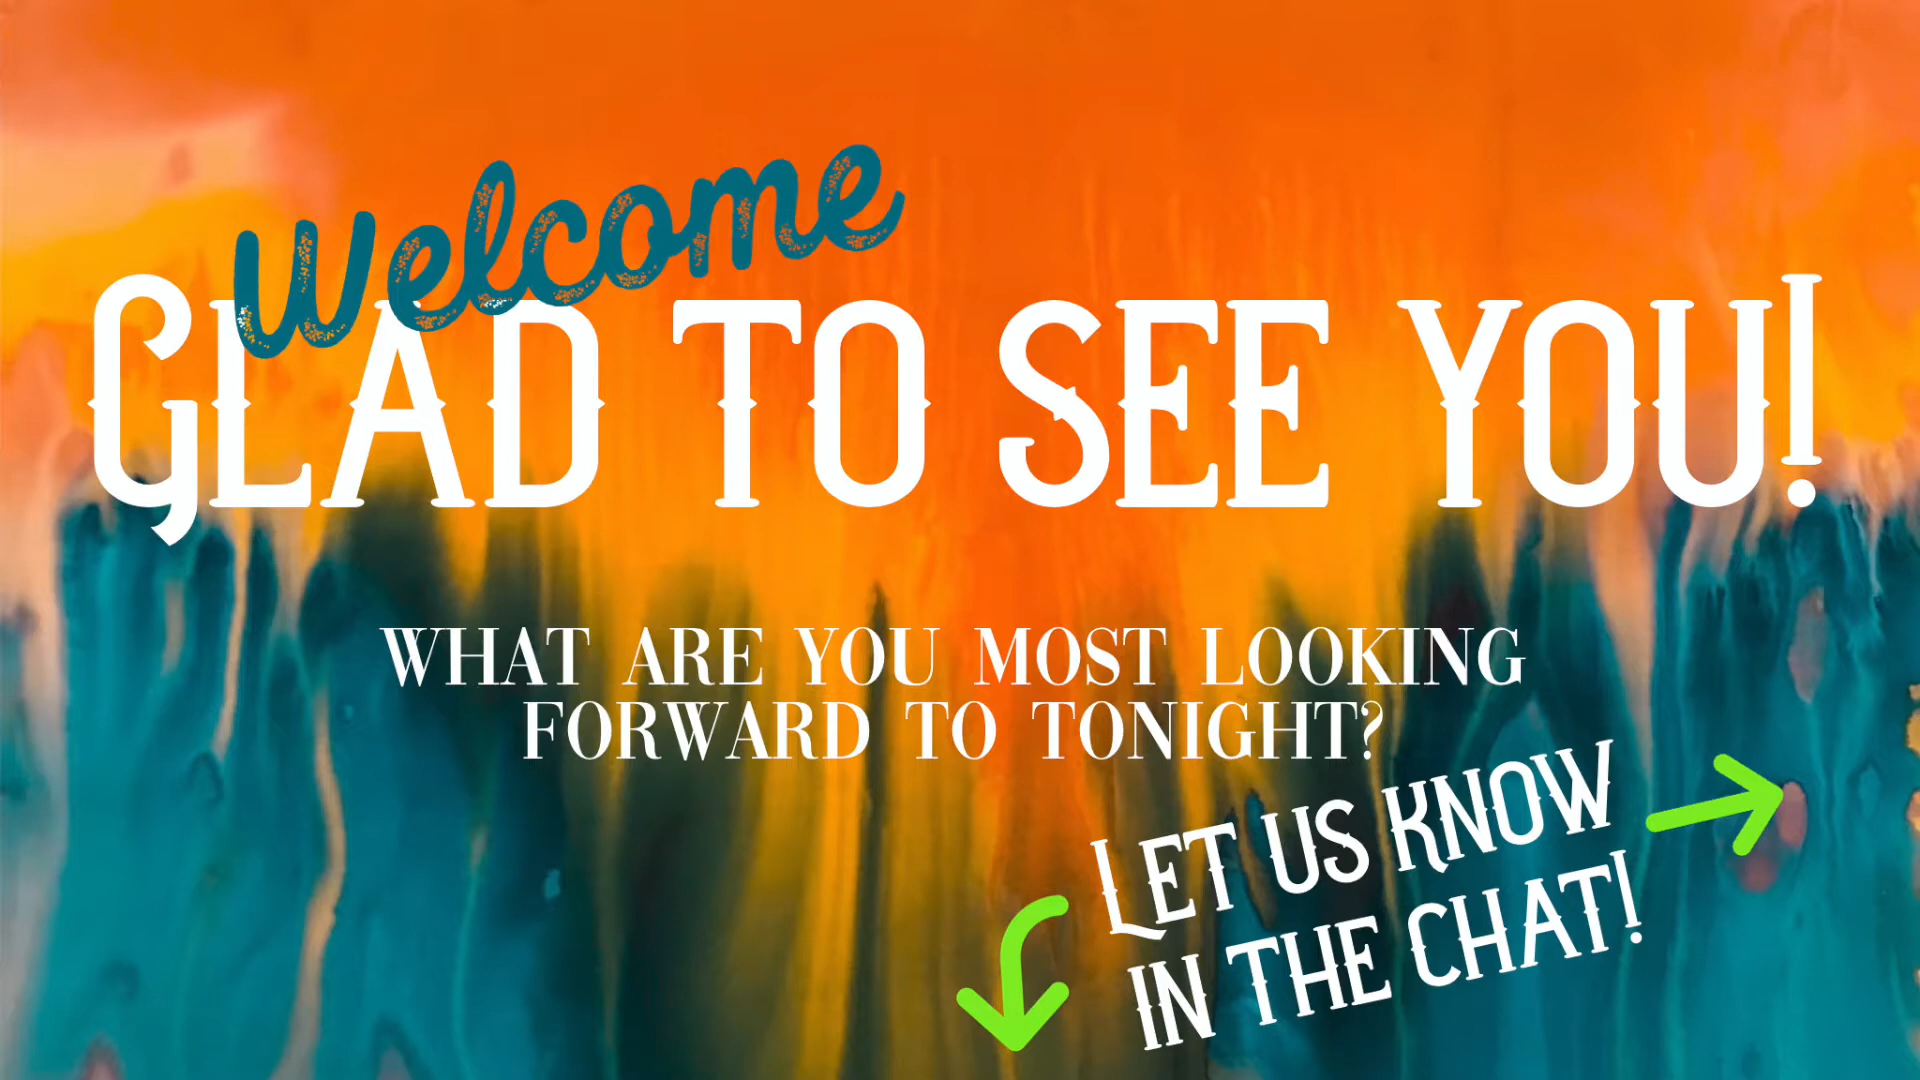 Welcome
GLAD TO SEE YOU!
WHAT ARE YOU MOST LOOKING
FORWARD TO TONIGHT?
LET US KNOW
IN THE CHAT!